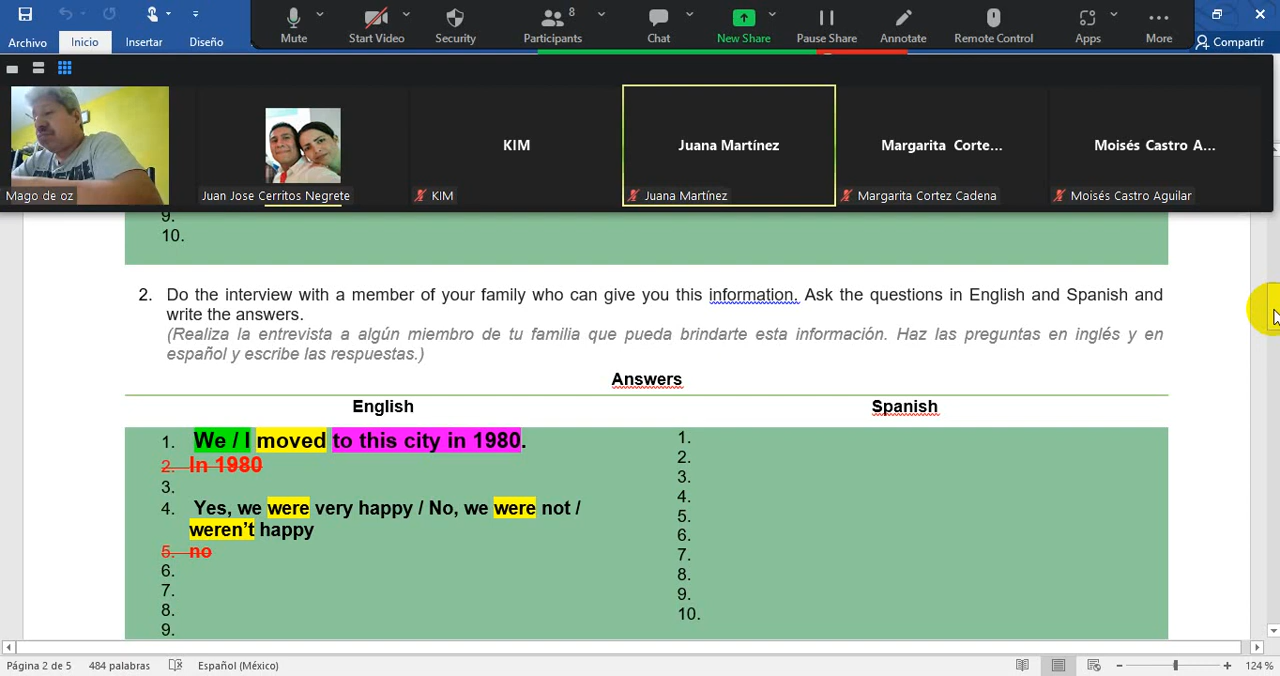 Archivo Inicio Insertar Diseño
Mute Start Video Security Participants 8 Chat New Share Pause Share Annotate Remote Control Apps More
Compartir
KIM Juana Martínez Margarita Corte... Moisés Castro A...
Mago de oz Juan Jose Cerritos Negrete KIM Juana Martínez Margarita Cortez Cadena Moisés Castro Aguilar
9.
10.
2. Do the interview with a member of your family who can give you this information. Ask the questions in English and Spanish and
write the answers.
(Realiza la entrevista a algún miembro de tu familia que pueda brindarte esta información. Haz las preguntas en inglés y en
español y escribe las respuestas.)
Answers
English Spanish
1. We / I moved to this city in 1980.
2. In 1980
3.
4. Yes, we were very happy / No, we were not /
weren’t happy
5. no
6.
7.
8.
9.
1.
2.
3.
4.
5.
6.
7.
8.
9.
10.
Página 2 de 5 484 palabras Español (México) 124 %